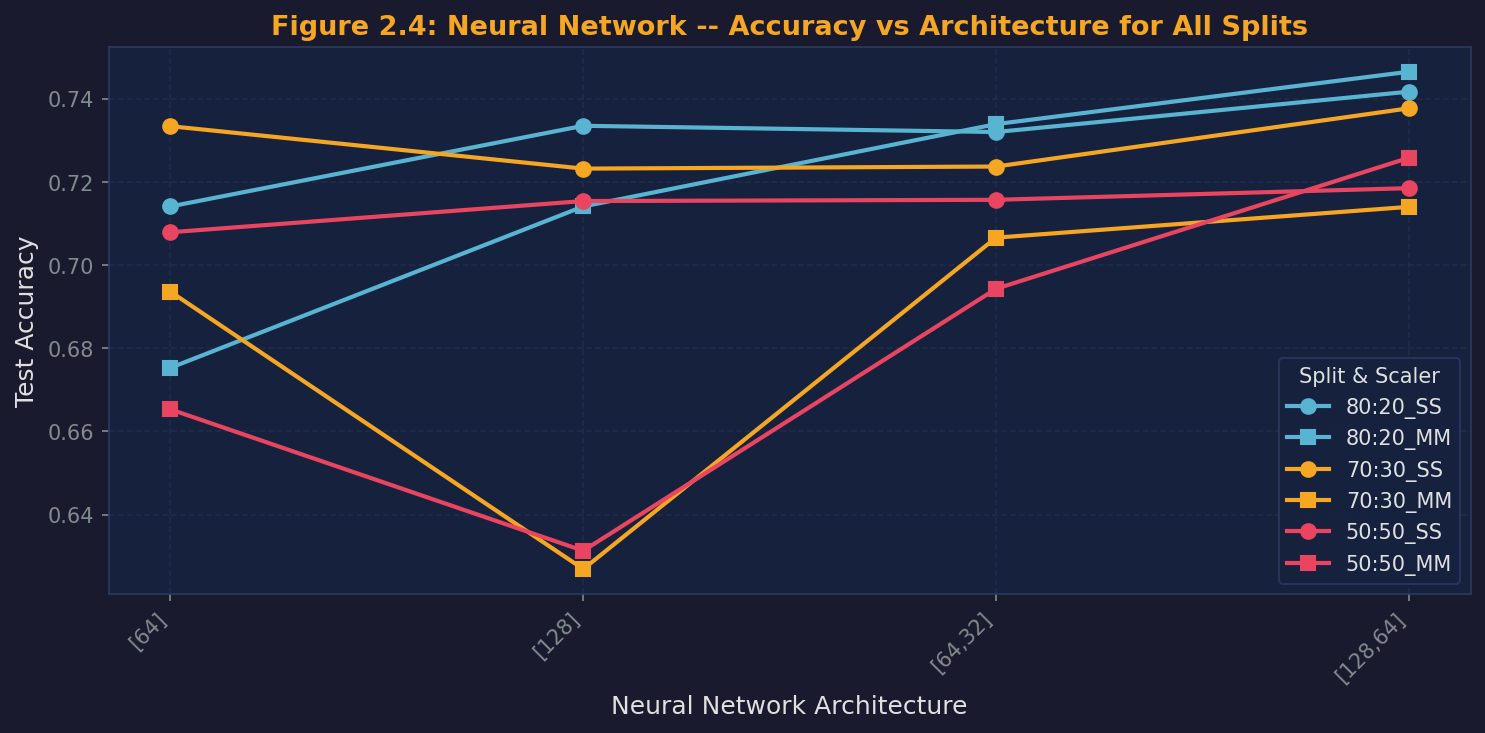 Figure 2.4: Neural Network -- Accuracy vs Architecture for All Splits
Test Accuracy
0.74
0.72
0.70
0.68
0.66
0.64
Split & Scaler
80:20_SS
80:20_MM
70:30_SS
70:30_MM
50:50_SS
50:50_MM
[64]
[128]
[64,32]
[128,64]
Neural Network Architecture